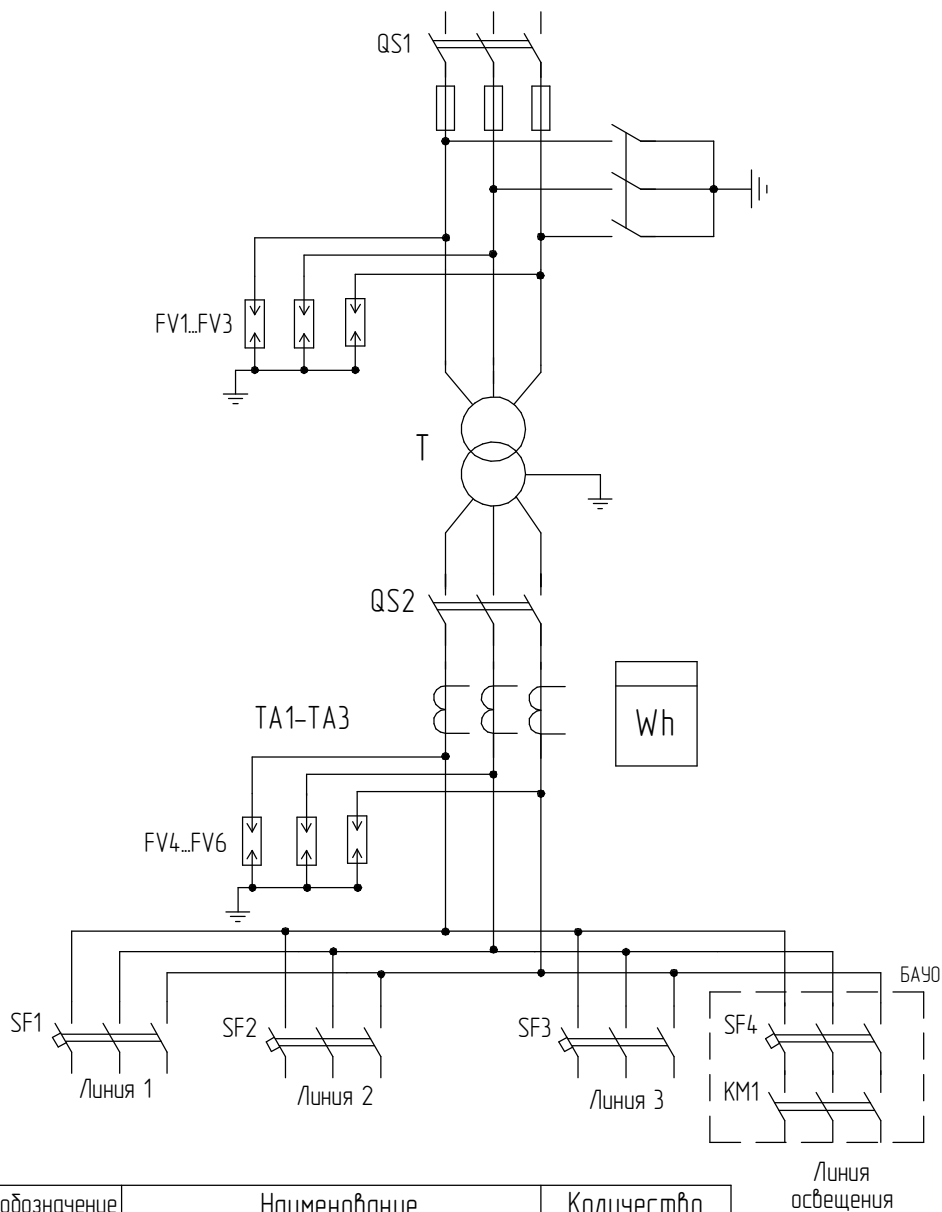 QS1
FV1...FV3
T
QS2
TA1-TA3
Wh
FV4...FV6
БАУО
SF1
SF2
SF3
SF4
Линия 1
Линия 2
Линия 3
KM1
Линия
освещения
обозначение
Наименование
Количество